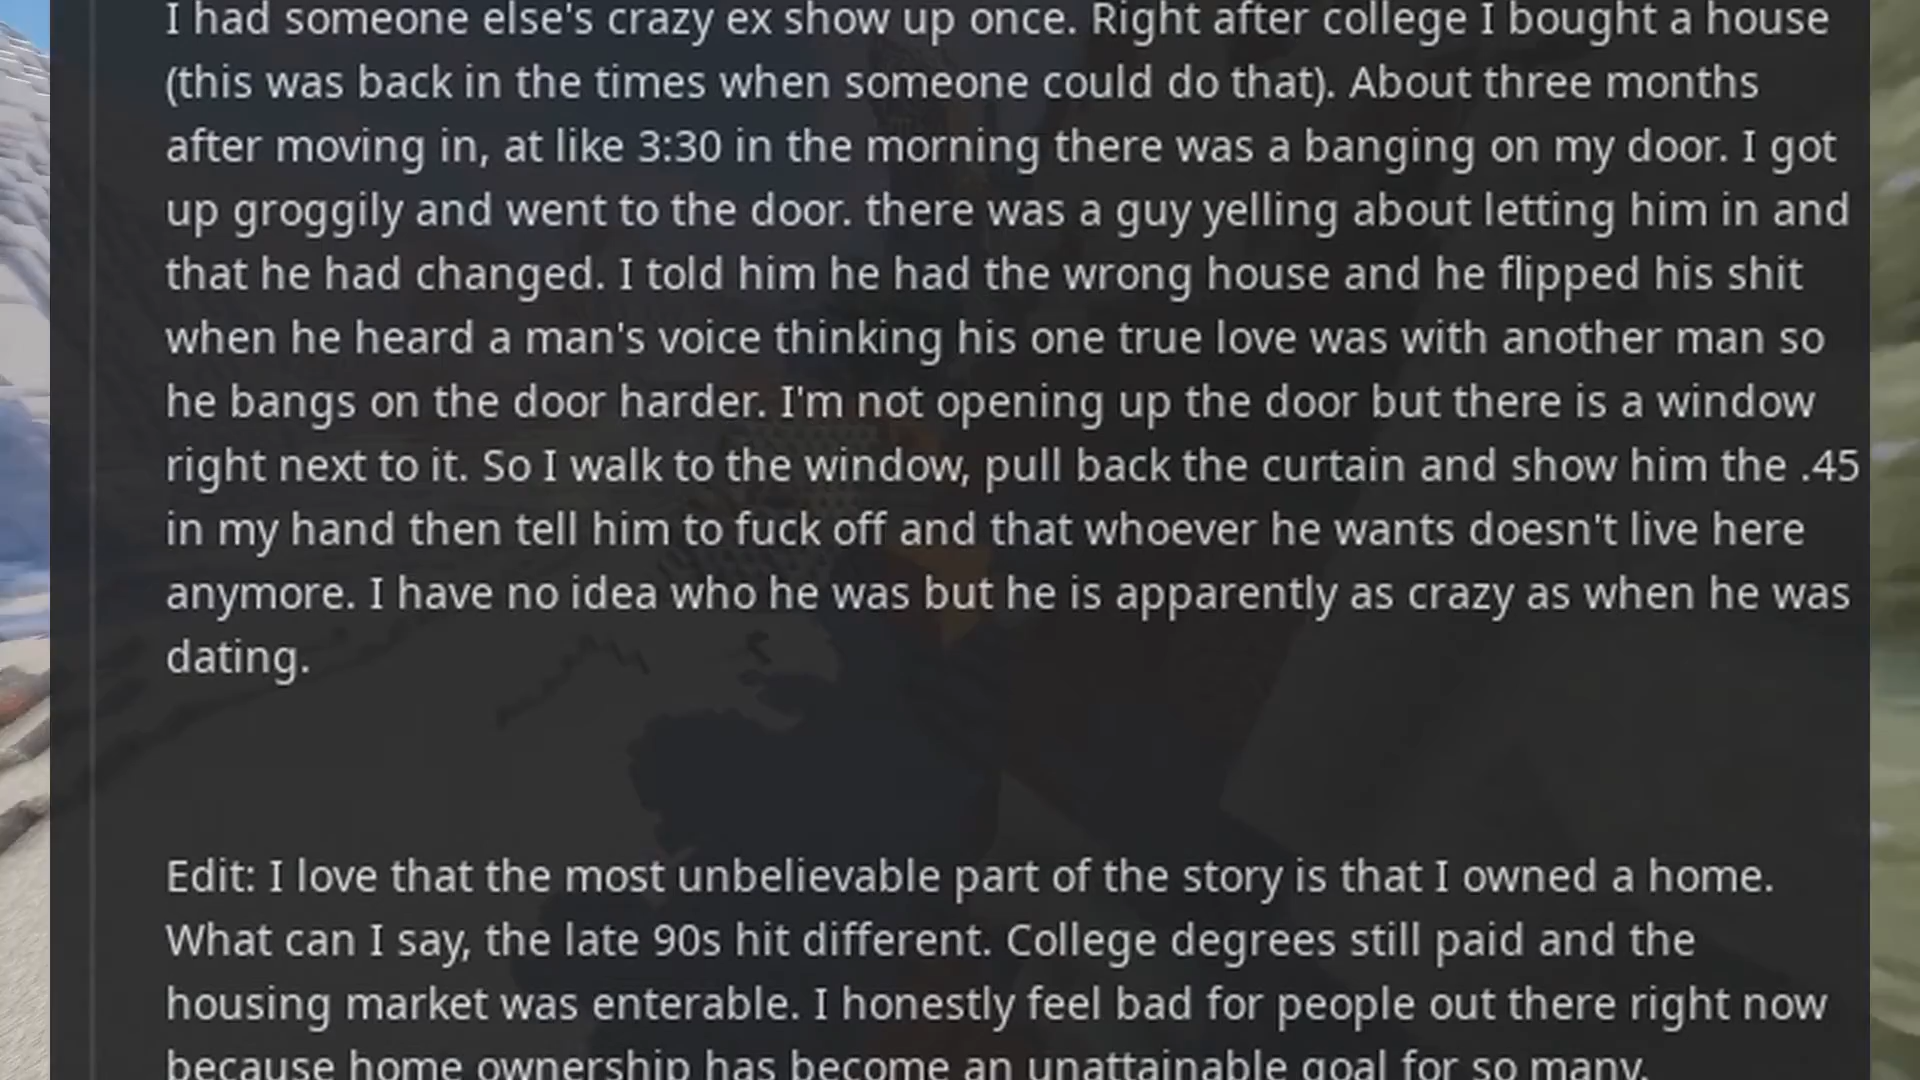 I had someone else's crazy ex show up once. Right after college I bought a house
(this was back in the times when someone could do that). About three months
after moving in, at like 3:30 in the morning there was a banging on my door. I got
up groggily and went to the door. there was a guy yelling about letting him in and
that he had changed. I told him he had the wrong house and he flipped his shit
when he heard a man's voice thinking his one true love was with another man so
he bangs on the door harder. I'm not opening up the door but there is a window
right next to it. So I walk to the window, pull back the curtain and show him the .45
in my hand then tell him to fuck off and that whoever he wants doesn't live here
anymore. I have no idea who he was but he is apparently as crazy as when he was
dating.
Edit: I love that the most unbelievable part of the story is that I owned a home.
What can I say, the late 90s hit different. College degrees still paid and the
housing market was enterable. I honestly feel bad for people out there right now
because home ownership has become an unattainable goal for so many.